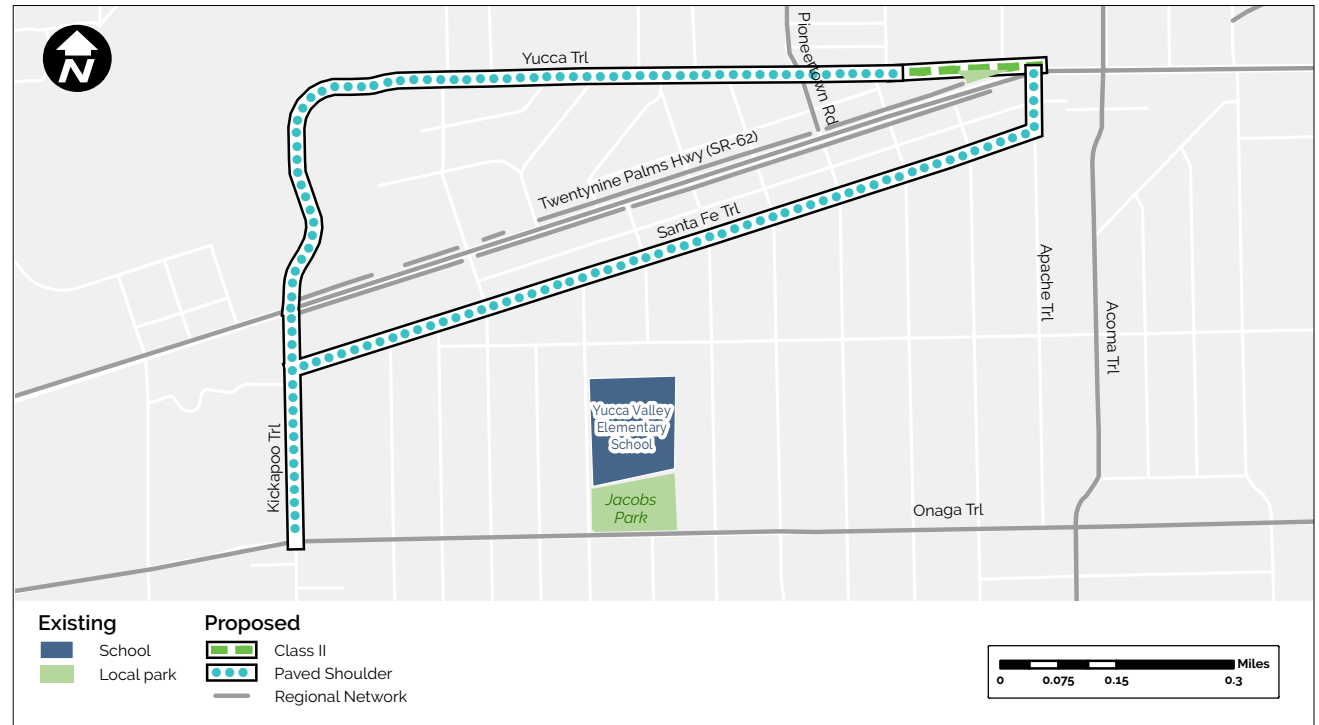 N
Yucca Trl
Pioneertown Rd
Twentynine Palms Hwy (SR-62)
Santa Fe Trl
Apache Trl
Acoma Trl
Yucca Valley
Elementary
School
Kickapoo Trl
Jacobs
Park
Onaga Trl
Existing
School
Local park
Proposed
Class II
Paved Shoulder
Regional Network
Miles
0 0.075 0.15 0.3